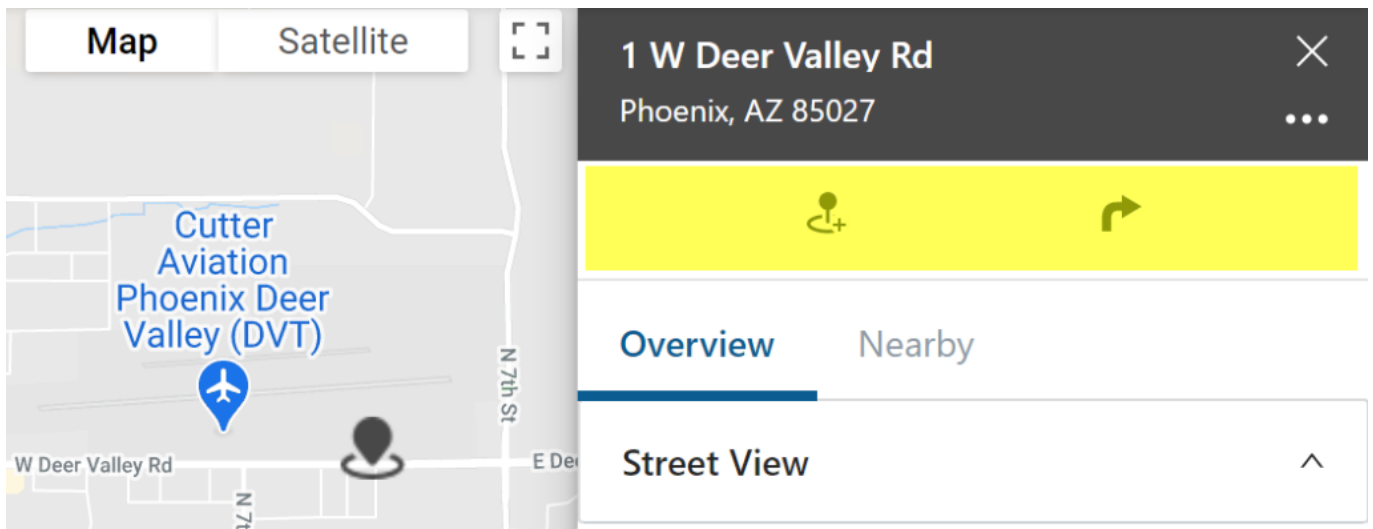 Map
Satellite
Cutter
Aviation
Phoenix Deer
Valley (DVT)
N 7th St
W Deer Valley Rd
E Dee
N 7t
1 W Deer Valley Rd
Phoenix, AZ 85027
Overview
Nearby
Street View